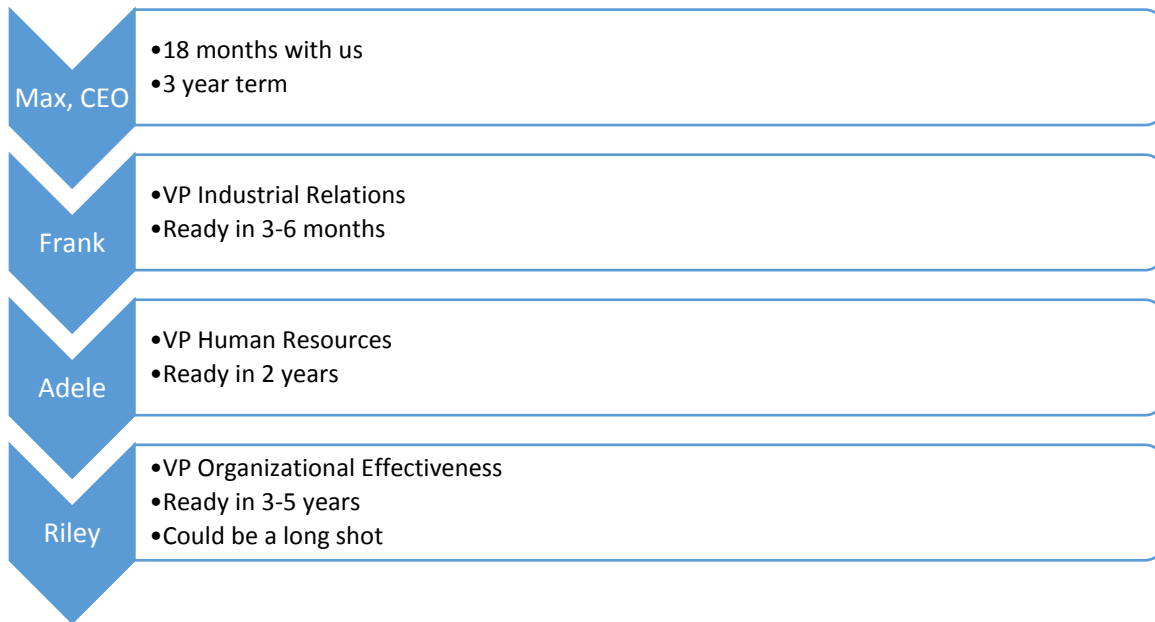 Max, CEO
•18 months with us
•3 year term
Frank
•VP Industrial Relations
•Ready in 3-6 months
Adele
•VP Human Resources
•Ready in 2 years
Riley
•VP Organizational Effectiveness
•Ready in 3-5 years
•Could be a long shot